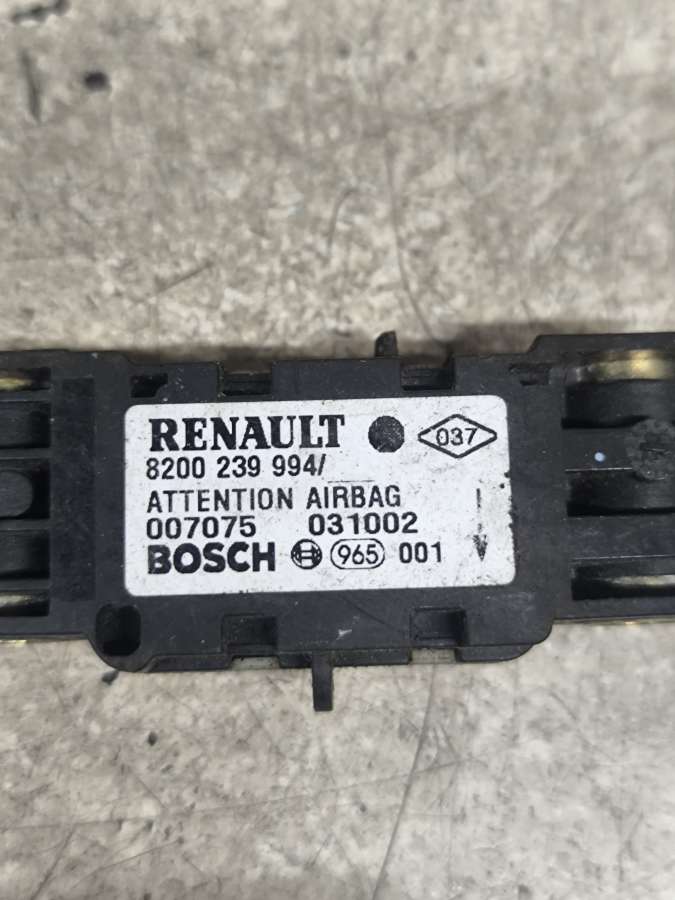 RENAULT 037
8200 239 994/
ATTENTION AIRBAG
007075 031002
BOSCH 965 001